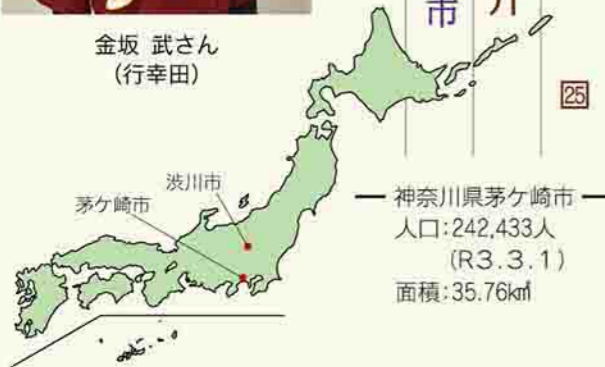 市
金坂 武さん
(行幸田)
25
渋川市
茅ケ崎市
神奈川県茅ケ崎市
人口:242,433人
(R3.3.1)
面積:35.76㎢